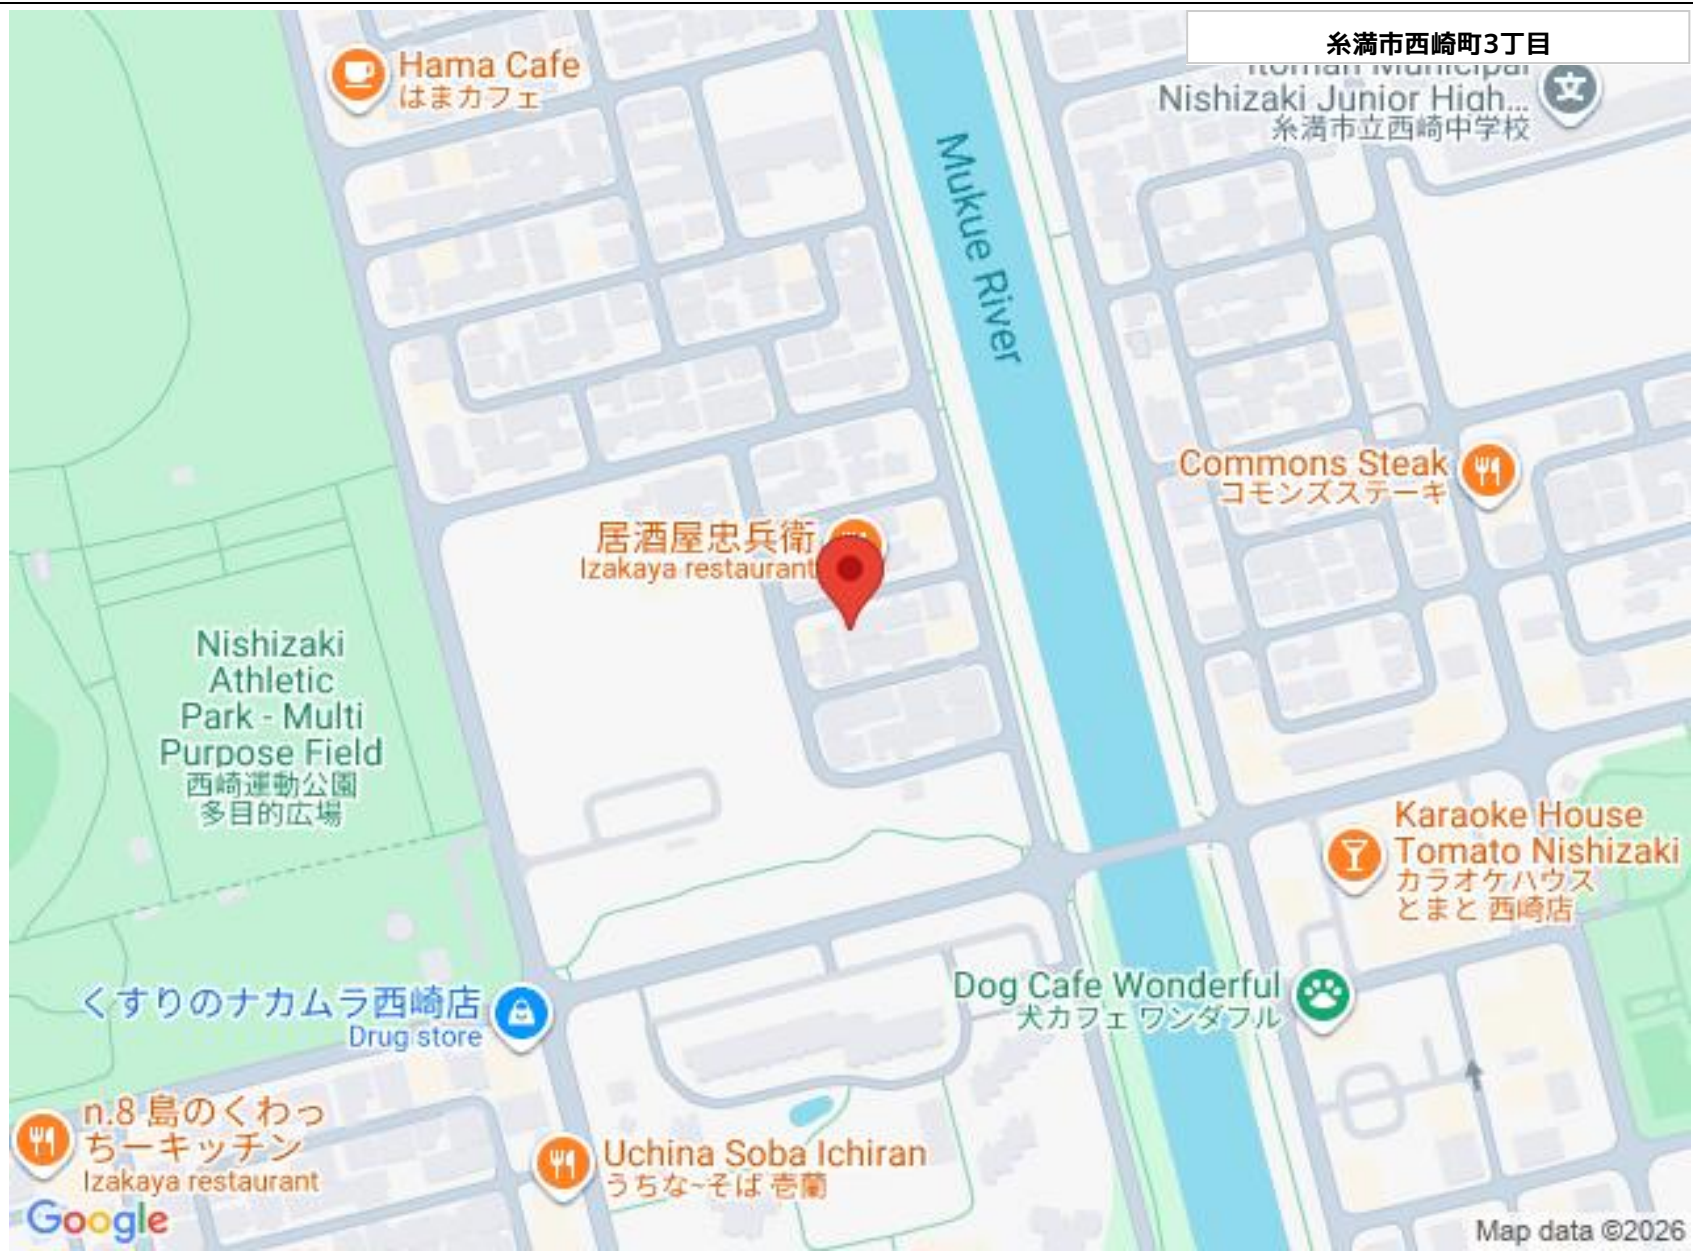 糸満市西崎町3丁目
Hama Cafe
はまカフェ
Itoman Municipal
Nishizaki Junior High...
糸満市立西崎中学校
Mukue River
Commons Steak
コモンズステーキ
居酒屋忠兵衛
Izakaya restaurant
Nishizaki
Athletic
Park - Multi
Purpose Field
西崎運動公園
多目的広場
Karaoke House
Tomato Nishizaki
カラオケハウス
とまと 西崎店
くすりのナカムラ西崎店
Drug store
Dog Cafe Wonderful
犬カフェ ワンダフル
n.8 島のくわっ
ちーキッチン
Izakaya restaurant
Uchina Soba Ichiran
うちな~そば 壱蘭
Google
Map data ©2026